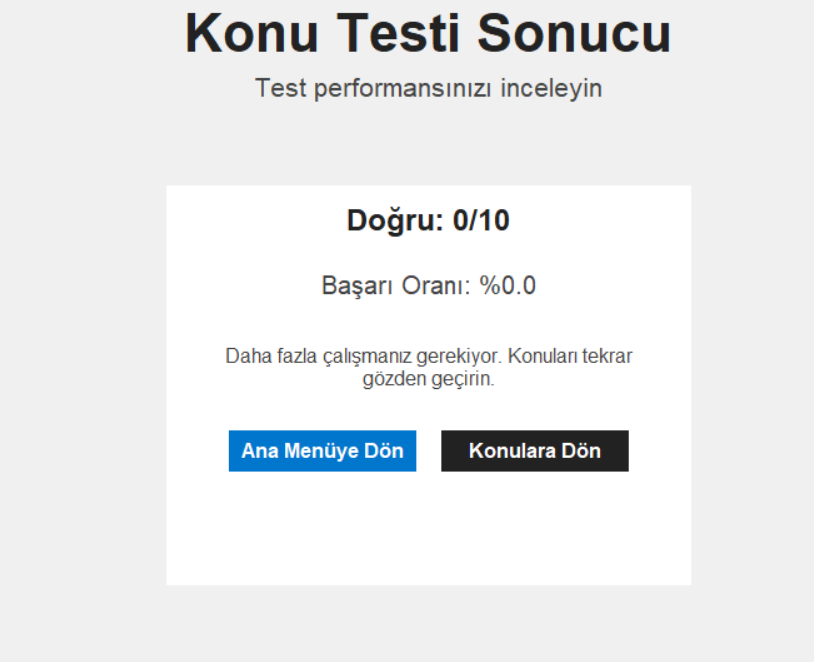 Konu Testi Sonucu
Test performansınızı inceleyin
Doğru: 0/10
Başarı Oranı: %0.0
Daha fazla çalışmanız gerekiyor. Konuları tekrar
gözden geçirin.
Ana Menüye Dön
Konulara Dön